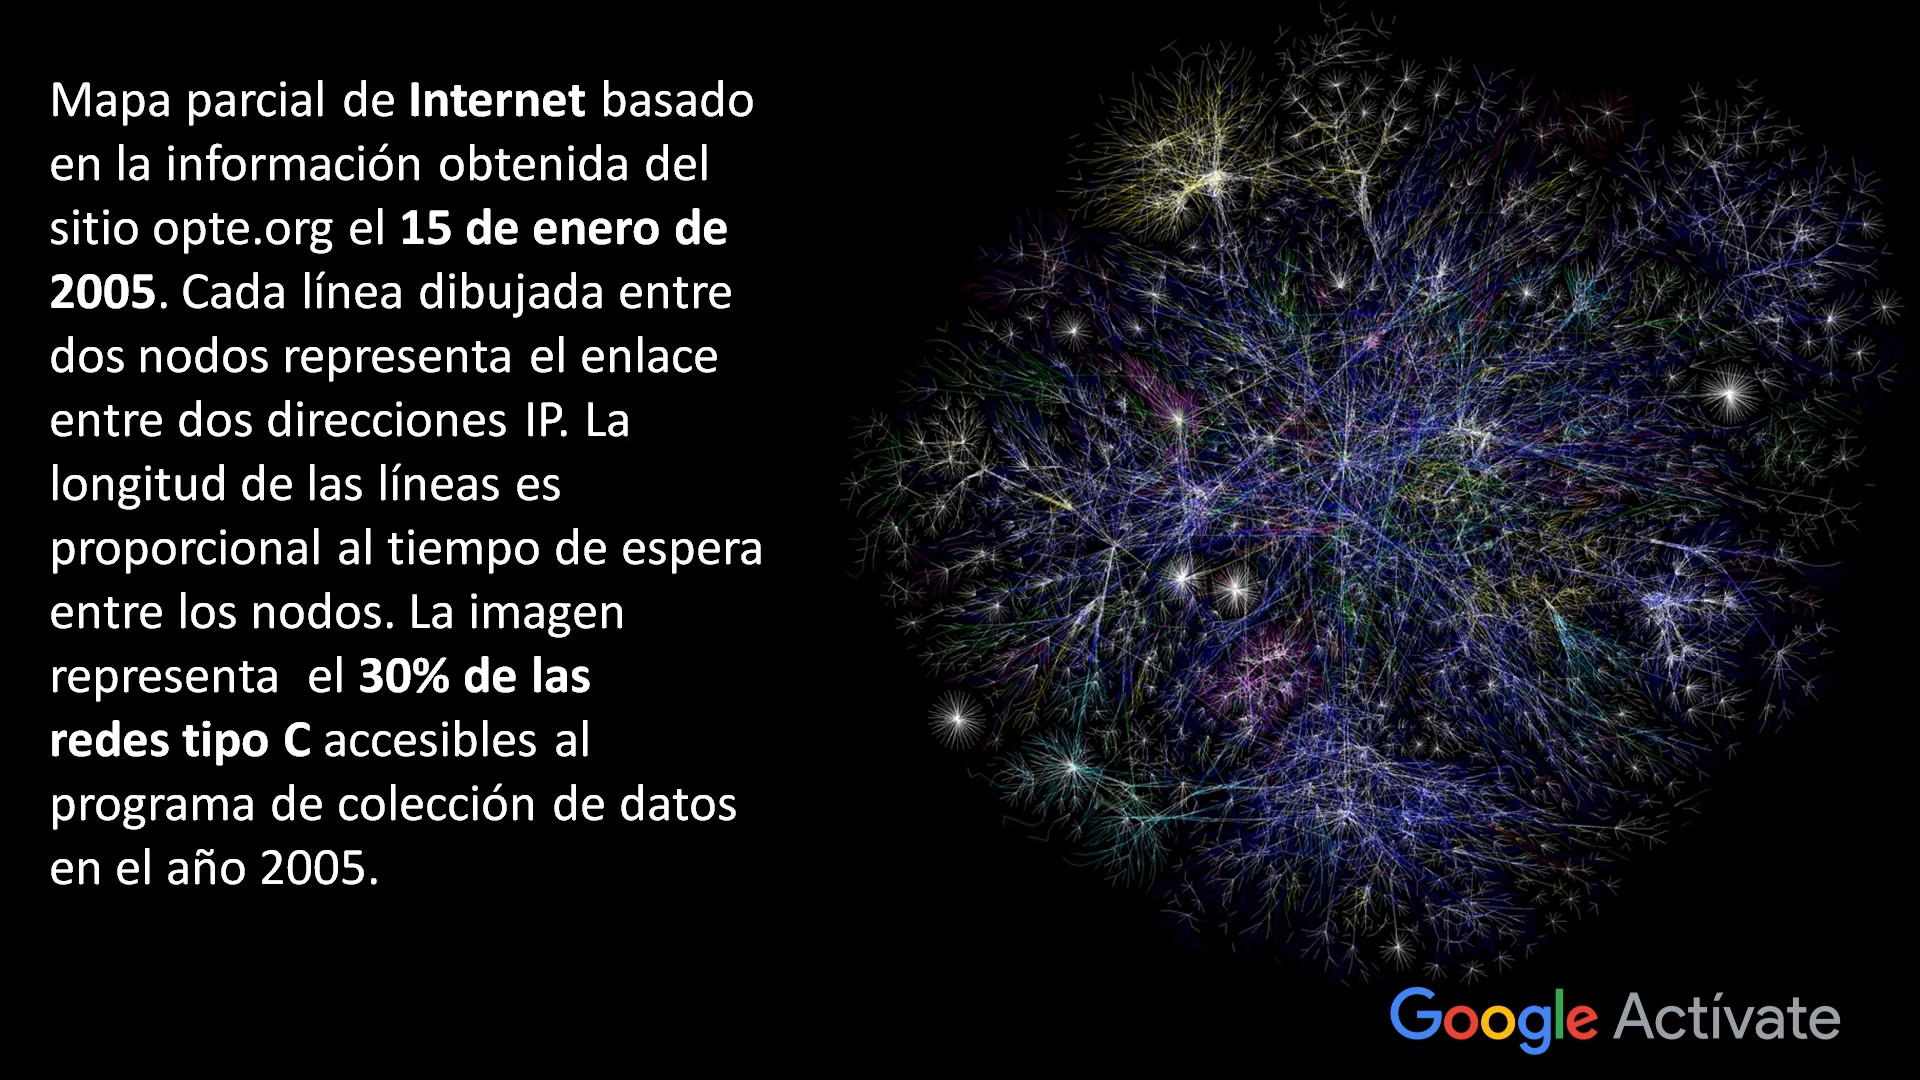 Mapa parcial de Internet basado
en la información obtenida del
sitio opte.org el 15 de enero de
2005. Cada línea dibujada entre
dos nodos representa el enlace
entre dos direcciones IP. La
longitud de las líneas es
proporcional al tiempo de espera
entre los nodos. La imagen
representa  el 30% de las
redes tipo C accesibles al
programa de colección de datos
en el año 2005.
Google Actívate